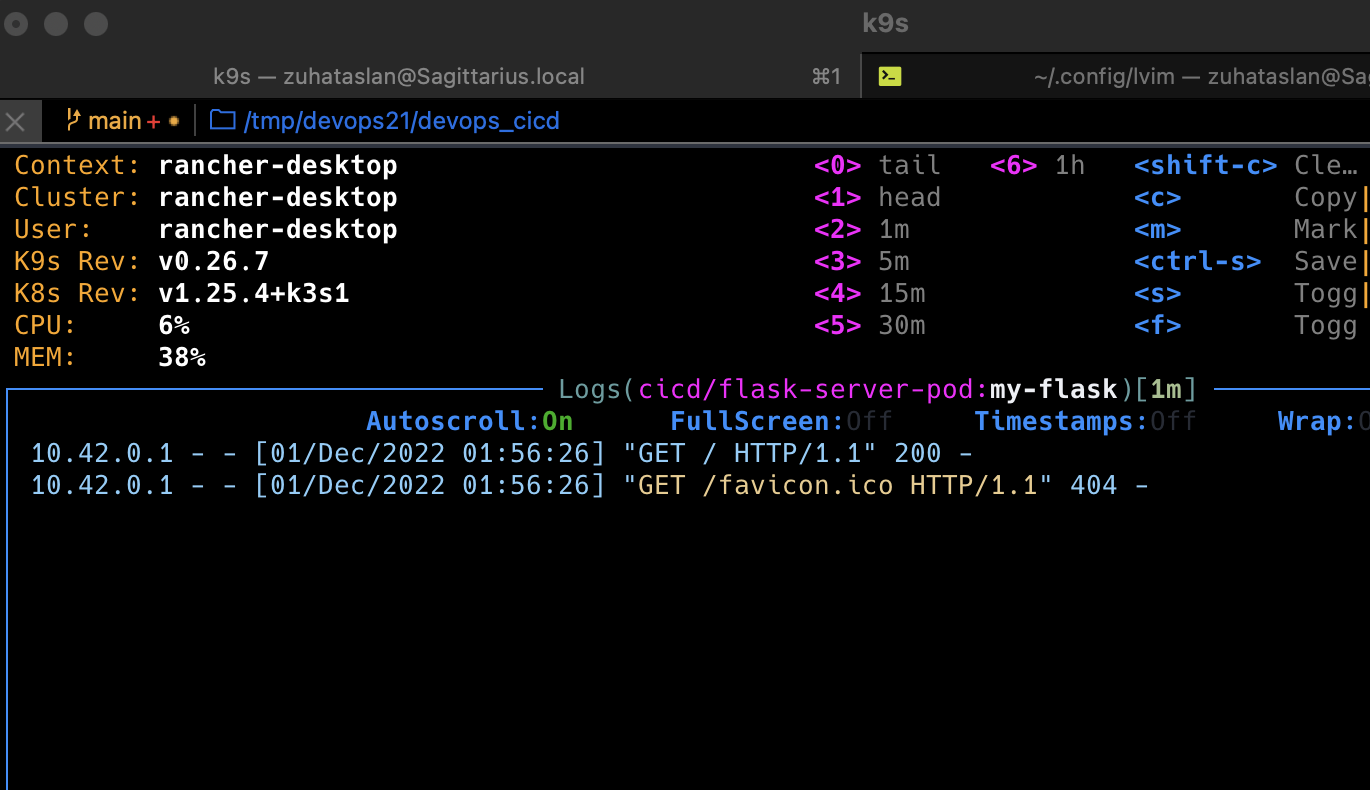 k9s
k9s — zuhataslan@Sagittarius.local ⌘1 ~/.config/lvim — zuhataslan@Sag
main + /tmp/devops21/devops_cicd
Context: rancher-desktop <0> tail <6> 1h <shift-c> Cle…
Cluster: rancher-desktop <1> head <c> Copy
User: rancher-desktop <2> 1m <m> Mark
K9s Rev: v0.26.7 <3> 5m <ctrl-s> Save
K8s Rev: v1.25.4+k3s1 <4> 15m <s> Togg
CPU: 6% <5> 30m <f> Togg
MEM: 38%
Logs(cicd/flask-server-pod:my-flask)[1m]
Autoscroll:On FullScreen:Off Timestamps:Off Wrap:O
10.42.0.1 - - [01/Dec/2022 01:56:26] "GET / HTTP/1.1" 200 -
10.42.0.1 - - [01/Dec/2022 01:56:26] "GET /favicon.ico HTTP/1.1" 404 -